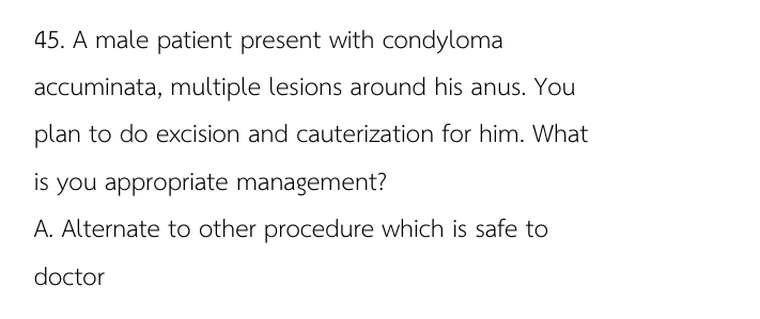 45. A male patient present with condyloma
accuminata, multiple lesions around his anus. You
plan to do excision and cauterization for him. What
is you appropriate management?
A. Alternate to other procedure which is safe to
doctor